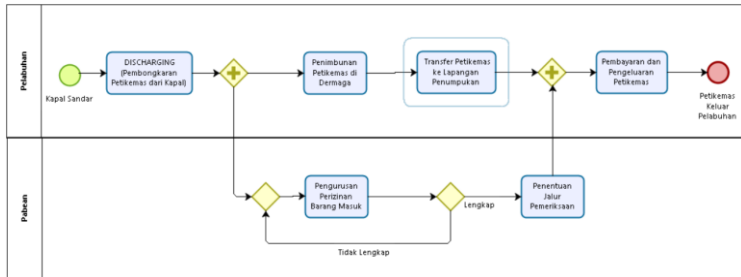 Pelabuhan
Kapal Sandar
DISCHARGING
(Pembongkaran
Petikemas dari Kapal)
Penimbunan
Petikemas di
Dermaga
Transfer Petikemas
ke Lapangan
Penumpukan
Pembayaran dan
Pengeluaran
Petikemas
Petikemas
Keluar
Pelabuhan
Pabean
Pengurusan
Perizinan
Barang Masuk
Lengkap
Penentuan
Jalur
Pemeriksaan
Tidak Lengkap